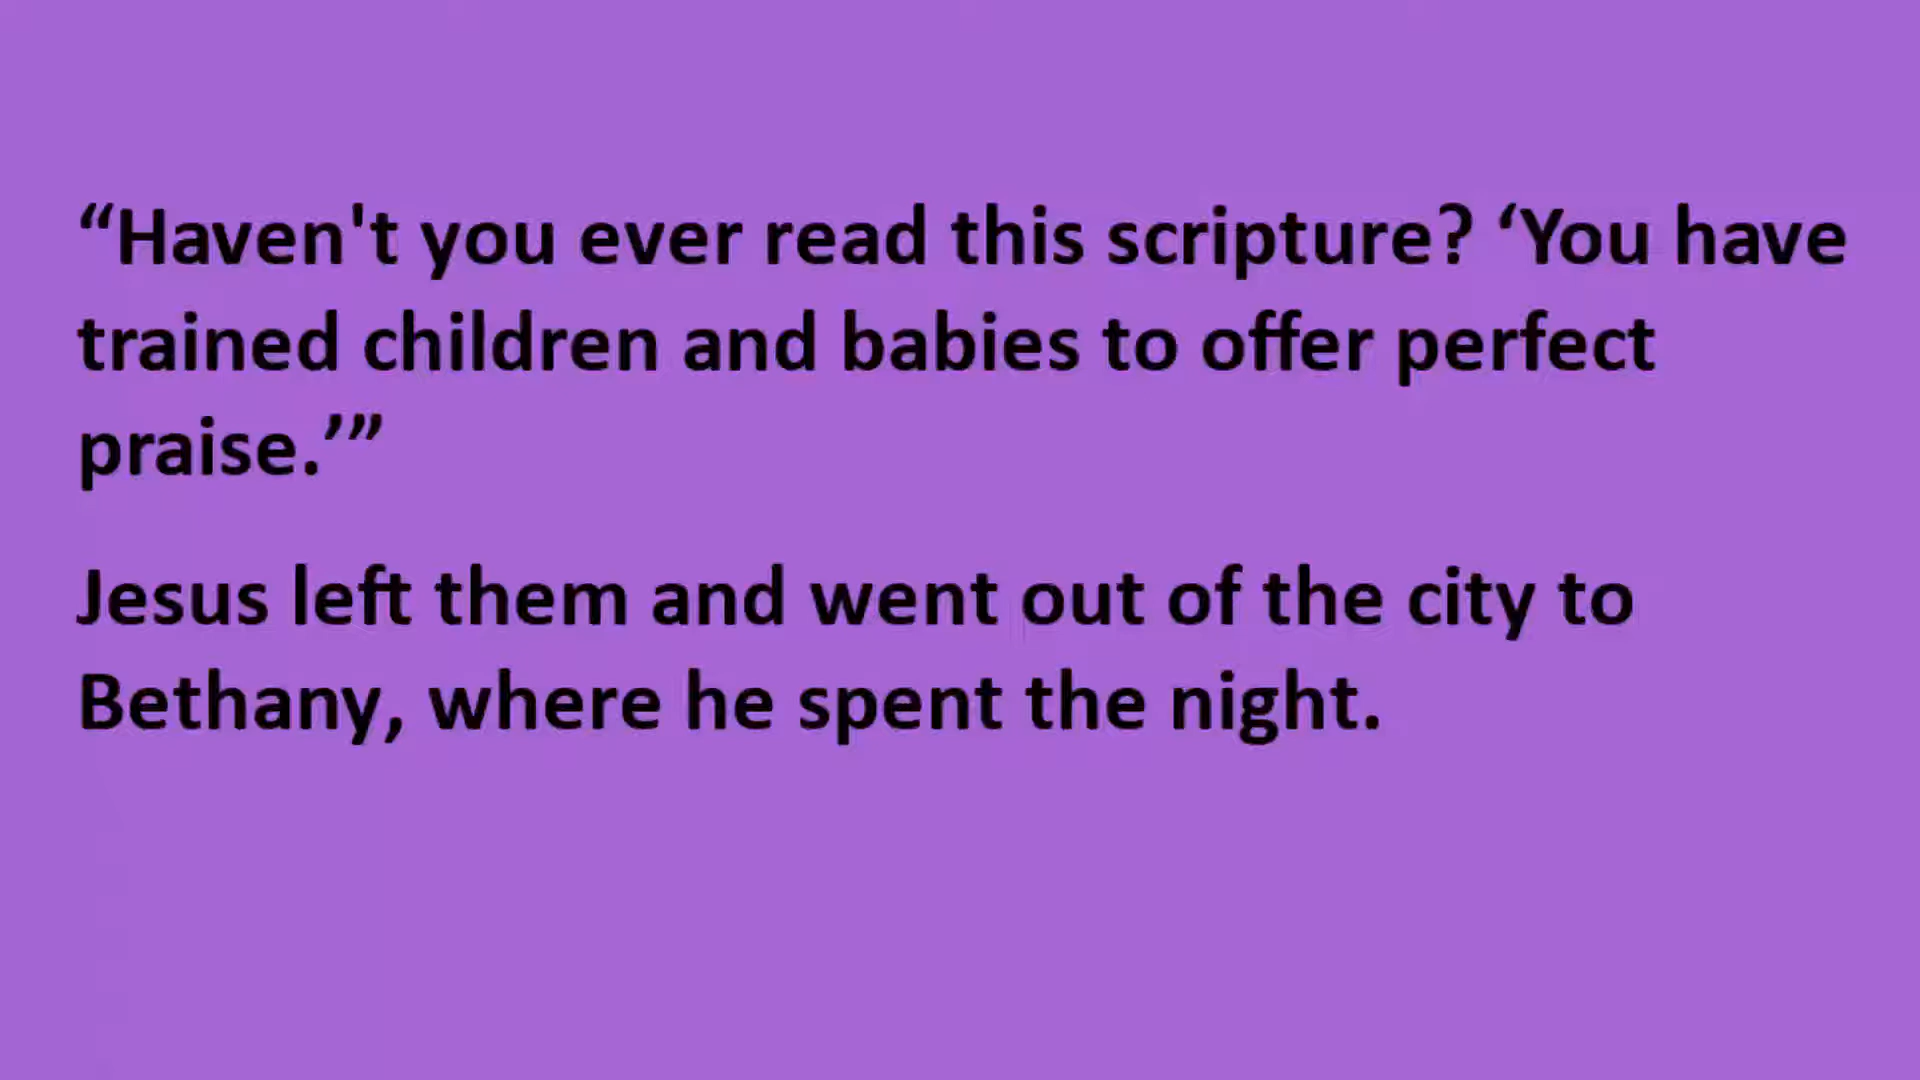 “Haven't you ever read this scripture? ‘You have
trained children and babies to offer perfect
praise.’”
Jesus left them and went out of the city to
Bethany, where he spent the night.